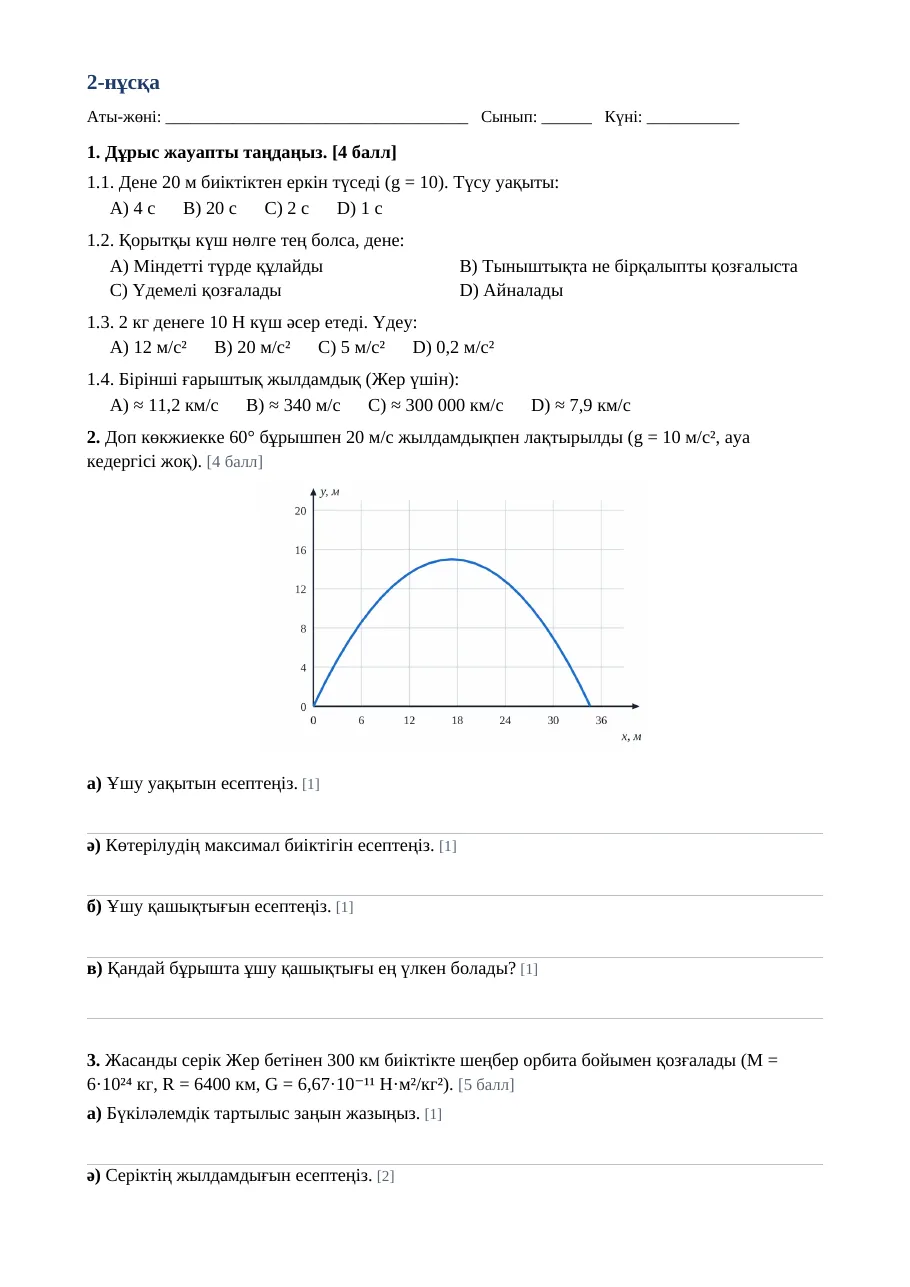 2-нұсқа
Аты-жөні: ____________________________________ Сынып: ______ Күні: ___________
1. Дұрыс жауапты таңдаңыз. [4 балл]
1.1. Дене 20 м биіктіктен еркін түседі (g = 10). Түсу уақыты:
A) 4 с B) 20 с C) 2 с D) 1 с
1.2. Қорытқы күш нөлге тең болса, дене:
A) Міндетті түрде құлайды B) Тыныштықта не бірқалыпты қозғалыста
C) Үдемелі қозғалады D) Айналады
1.3. 2 кг денеге 10 Н күш әсер етеді. Үдеу:
A) 12 м/с² B) 20 м/с² C) 5 м/с² D) 0,2 м/с²
1.4. Бірінші ғарыштық жылдамдық (Жер үшін):
A) ≈ 11,2 км/с B) ≈ 340 м/с C) ≈ 300 000 км/с D) ≈ 7,9 км/с
2. Доп көкжиекке 60° бұрышпен 20 м/с жылдамдықпен лақтырылды (g = 10 м/с², ауа
кедергісі жоқ). [4 балл]
y, м
20
16
12
8
4
0
0 6 12 18 24 30 36
x, м
а) Ұшу уақытын есептеңіз. [1]
ә) Көтерілудің максимал биіктігін есептеңіз. [1]
б) Ұшу қашықтығын есептеңіз. [1]
в) Қандай бұрышта ұшу қашықтығы ең үлкен болады? [1]
3. Жасанды серік Жер бетінен 300 км биіктікте шеңбер орбита бойымен қозғалады (M =
6·10²⁴ кг, R = 6400 км, G = 6,67·10⁻¹¹ Н·м²/кг²). [5 балл]
а) Бүкіләлемдік тартылыс заңын жазыңыз. [1]
ә) Серіктің жылдамдығын есептеңіз. [2]